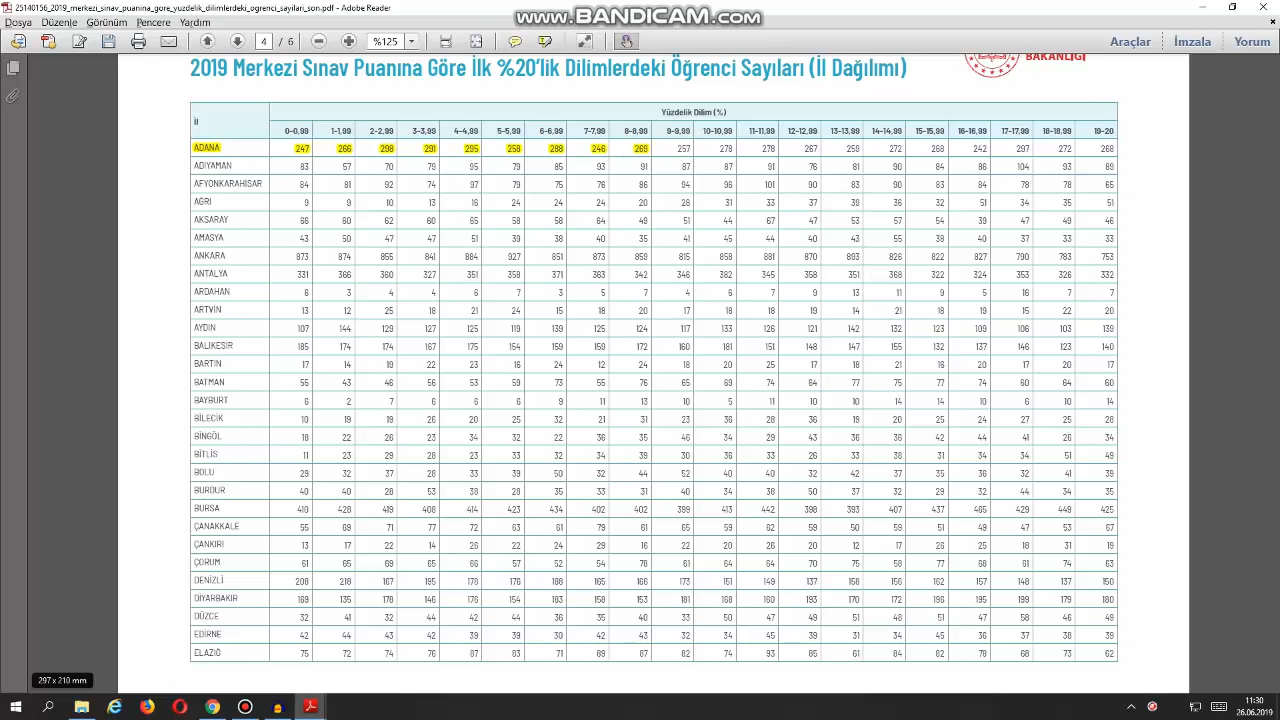 25140156_2019_merkezi_sinav_puanina_gore_yuzdelik_dilimlerdeki_ogrenci_sayilari_son.pdf - Adobe Reader
www.BANDICAM.com
Dosya Düzenle Görünüm Pencere Yardım
4 / 6 %125 Araçlar İmzala Yorum
2019 Merkezi Sınav Puanına Göre İlk %20'lik Dilimlerdeki Öğrenci Sayıları (İl Dağılımı)
BAKANLIĞI
İl Yüzdelik Dilim (%)
0-0,99 1-1,99 2-2,99 3-3,99 4-4,99 5-5,99 6-6,99 7-7,99 8-8,99 9-9,99 10-10,99 11-11,99 12-12,99 13-13,99 14-14,99 15-15,99 16-16,99 17-17,99 18-18,99 19-20
ADANA 247 266 298 291 295 258 288 246 269 257 278 278 267 259 272 268 242 297 272 268
ADIYAMAN 83 57 70 79 95 79 85 93 91 87 87 91 76 81 90 84 86 104 93 89
AFYONKARAHİSAR 84 81 92 74 97 79 75 76 86 94 96 101 90 83 90 83 84 78 78 65
AĞRI 9 9 10 13 16 24 24 24 20 28 31 33 37 39 36 32 51 34 35 51
AKSARAY 66 60 62 60 65 58 58 64 49 51 44 67 47 53 57 54 39 47 49 46
AMASYA 43 50 47 47 51 39 38 40 35 41 45 44 40 43 55 38 40 37 33 33
ANKARA 873 874 855 841 884 927 851 873 859 815 858 881 870 893 826 822 827 790 783 753
ANTALYA 331 366 360 327 351 358 371 363 342 346 382 345 358 351 368 322 324 353 326 332
ARDAHAN 6 3 4 4 6 7 3 5 7 4 6 7 9 13 11 9 5 16 7 7
ARTVİN 13 12 25 18 21 24 15 18 20 17 18 18 19 14 21 18 19 15 22 20
AYDIN 107 144 129 127 125 119 139 125 124 117 133 126 121 142 132 123 109 106 103 139
BALIKESİR 185 174 174 167 175 154 159 159 172 160 181 151 148 147 155 132 137 146 123 140
BARTIN 17 14 19 22 23 16 24 12 24 18 20 25 17 18 21 16 20 17 20 17
BATMAN 55 43 46 56 53 59 73 55 76 65 69 74 64 77 75 77 74 60 64 60
BAYBURT 6 2 7 6 6 6 9 11 13 10 5 11 10 10 14 14 10 6 10 14
BİLECİK 10 19 19 26 20 25 32 21 31 23 36 28 36 19 20 25 24 27 25 28
BİNGÖL 18 22 26 23 34 32 22 36 35 46 34 29 43 36 36 42 44 41 26 34
BİTLİS 11 23 29 28 23 33 32 34 39 30 36 33 26 33 38 31 34 34 51 49
BOLU 29 32 37 28 33 39 50 32 44 52 40 40 32 42 37 35 36 32 41 39
BURDUR 40 40 28 53 38 28 35 33 31 40 34 38 50 37 32 29 32 44 34 35
BURSA 410 428 419 408 414 423 434 402 402 399 413 442 398 393 407 437 465 429 449 425
ÇANAKKALE 55 69 71 77 72 63 61 79 61 65 59 62 59 50 59 51 49 47 53 67
ÇANKIRI 13 17 22 14 26 22 24 29 16 22 20 26 20 12 17 26 25 18 31 19
ÇORUM 61 65 69 65 66 57 52 54 78 61 64 64 70 75 58 77 68 61 74 63
DENİZLİ 208 218 167 195 178 176 188 165 166 173 151 149 137 158 156 162 157 148 137 150
DİYARBAKIR 169 135 178 146 176 154 183 158 153 181 168 160 193 170 172 196 195 199 179 180
DÜZCE 32 41 32 44 42 44 36 35 40 33 50 47 49 51 48 51 47 58 46 49
EDİRNE 42 44 43 42 39 39 30 42 43 32 34 45 39 31 34 45 36 37 38 39
ELAZIĞ 75 72 74 76 87 83 71 89 87 82 74 93 85 61 84 82 78 68 73 62
297 x 210 mm
11:30
26.06.2019